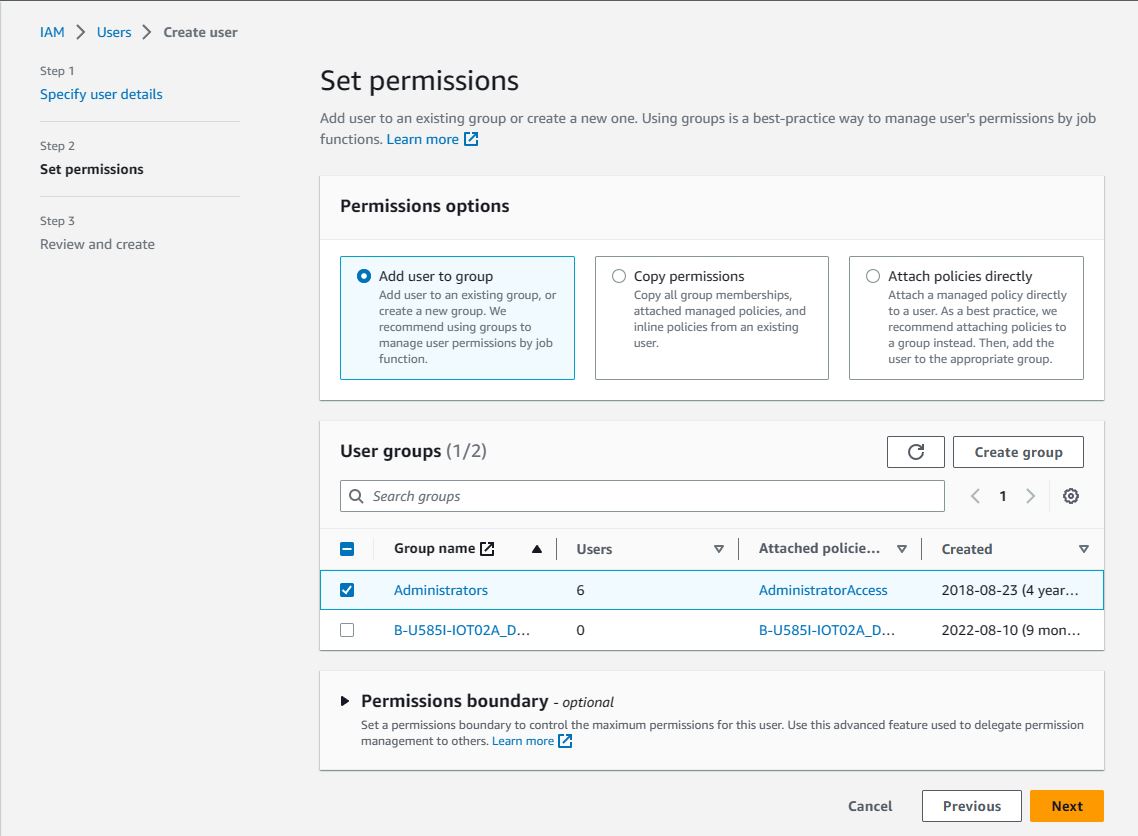 IAM > Users > Create user
Step 1
Specify user details
Step 2
Set permissions
Step 3
Review and create
Set permissions
Add user to an existing group or create a new one. Using groups is a best-practice way to manage user's permissions by job
functions. Learn more
Permissions options
Add user to group
Add user to an existing group, or
create a new group. We
recommend using groups to
manage user permissions by job
function.
Copy permissions
Copy all group memberships,
attached managed policies, and
inline policies from an existing
user.
Attach policies directly
Attach a managed policy directly
to a user. As a best practice, we
recommend attaching policies to
a group instead. Then, add the
user to the appropriate group.
User groups (1/2)
Create group
Search groups
1
Group name Users Attached policie... Created
Administrators 6 AdministratorAccess 2018-08-23 (4 year...
B-U585I-IOT02A_D... 0 B-U585I-IOT02A_D... 2022-08-10 (9 mon...
Permissions boundary - optional
Set a permissions boundary to control the maximum permissions for this user. Use this advanced feature used to delegate permission
management to others. Learn more
Cancel Previous Next